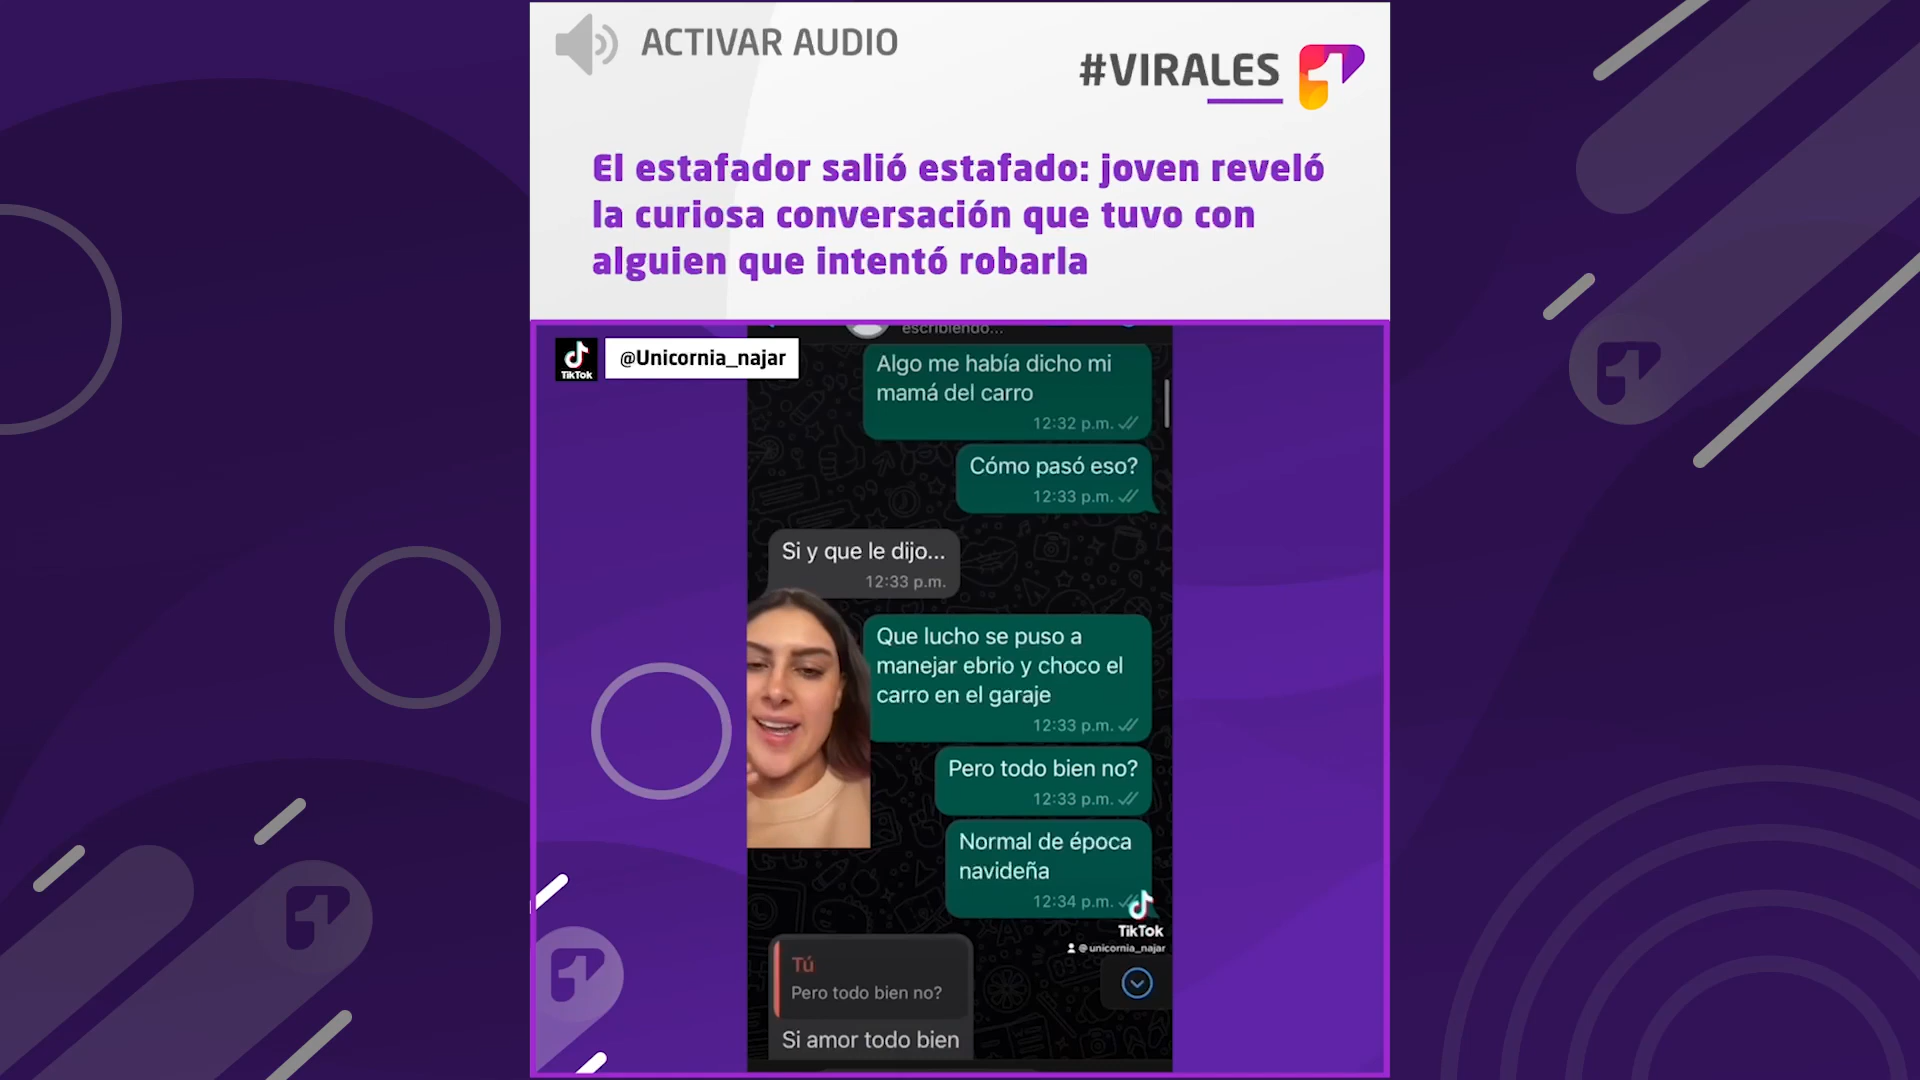 ACTIVAR AUDIO
#VIRALES
El estafador salió estafado: joven reveló
la curiosa conversación que tuvo con
alguien que intentó robarla
TikTok
@Unicornia_najar
escribiendo...
Algo me había dicho mi
mamá del carro
12:32 p.m.
Cómo pasó eso?
12:33 p.m.
Si y que le dijo...
12:33 p.m.
Que lucho se puso a
manejar ebrio y choco el
carro en el garaje
12:33 p.m.
Pero todo bien no?
12:33 p.m.
Normal de época
navideña
12:34 p.m.
TikTok
@unicornia_najar
Tú
Pero todo bien no?
Si amor todo bien